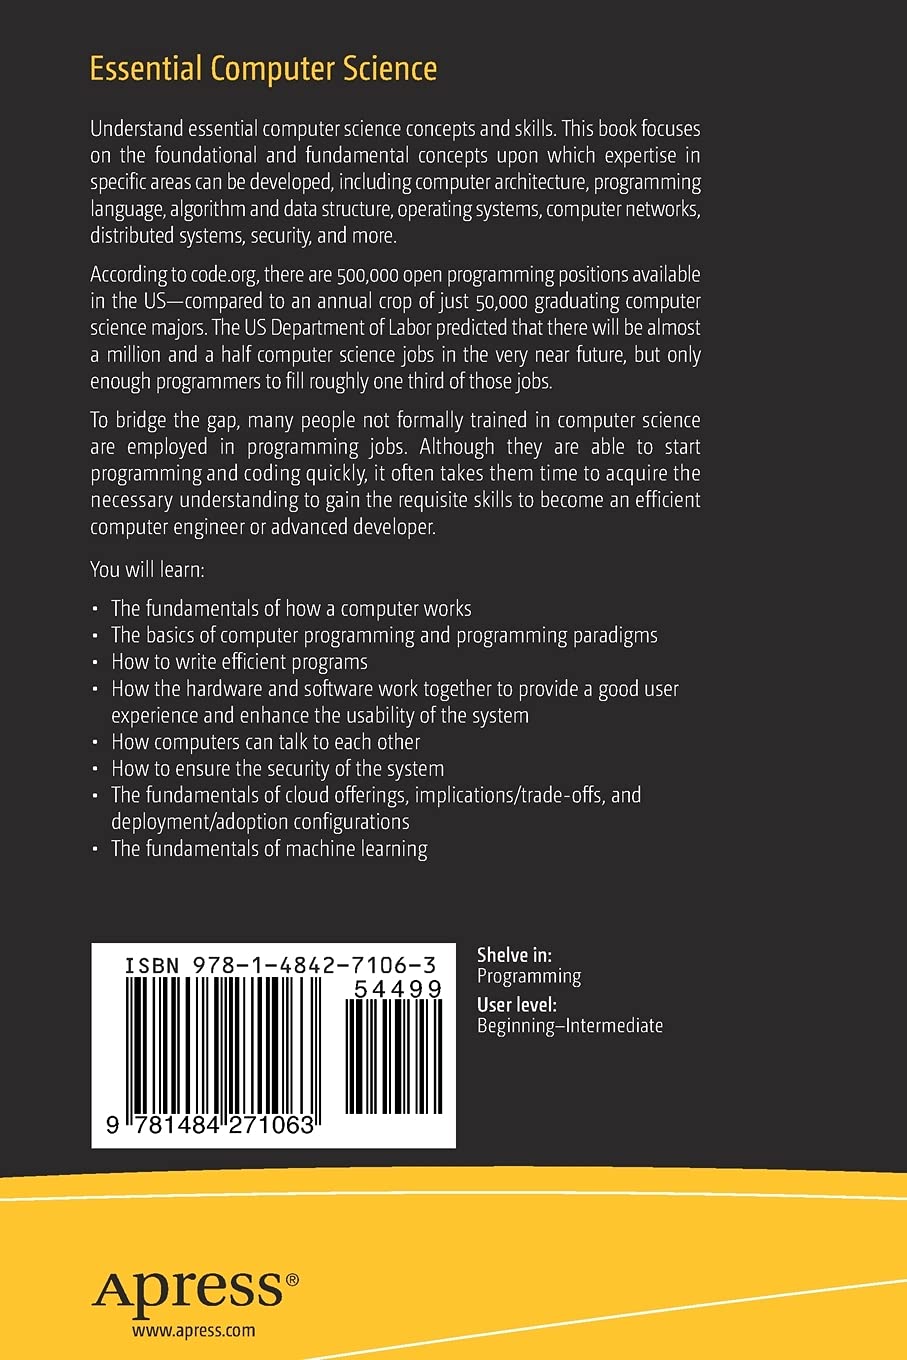 Essential Computer Science
Understand essential computer science concepts and skills. This book focuses
on the foundational and fundamental concepts upon which expertise in
specific areas can be developed, including computer architecture, programming
language, algorithm and data structure, operating systems, computer networks,
distributed systems, security, and more.
According to code.org, there are 500,000 open programming positions available
in the US—compared to an annual crop of just 50,000 graduating computer
science majors. The US Department of Labor predicted that there will be almost
a million and a half computer science jobs in the very near future, but only
enough programmers to fill roughly one third of those jobs.
To bridge the gap, many people not formally trained in computer science
are employed in programming jobs. Although they are able to start
programming and coding quickly, it often takes them time to acquire the
necessary understanding to gain the requisite skills to become an efficient
computer engineer or advanced developer.
You will learn:
• The fundamentals of how a computer works
• The basics of computer programming and programming paradigms
• How to write efficient programs
• How the hardware and software work together to provide a good user
experience and enhance the usability of the system
• How computers can talk to each other
• How to ensure the security of the system
• The fundamentals of cloud offerings, implications/trade-offs, and
deployment/adoption configurations
• The fundamentals of machine learning
ISBN 978-1-4842-7106-3
54499
9 781484 271063
Shelve in:
Programming
User level:
Beginning–Intermediate
Apress®
www.apress.com